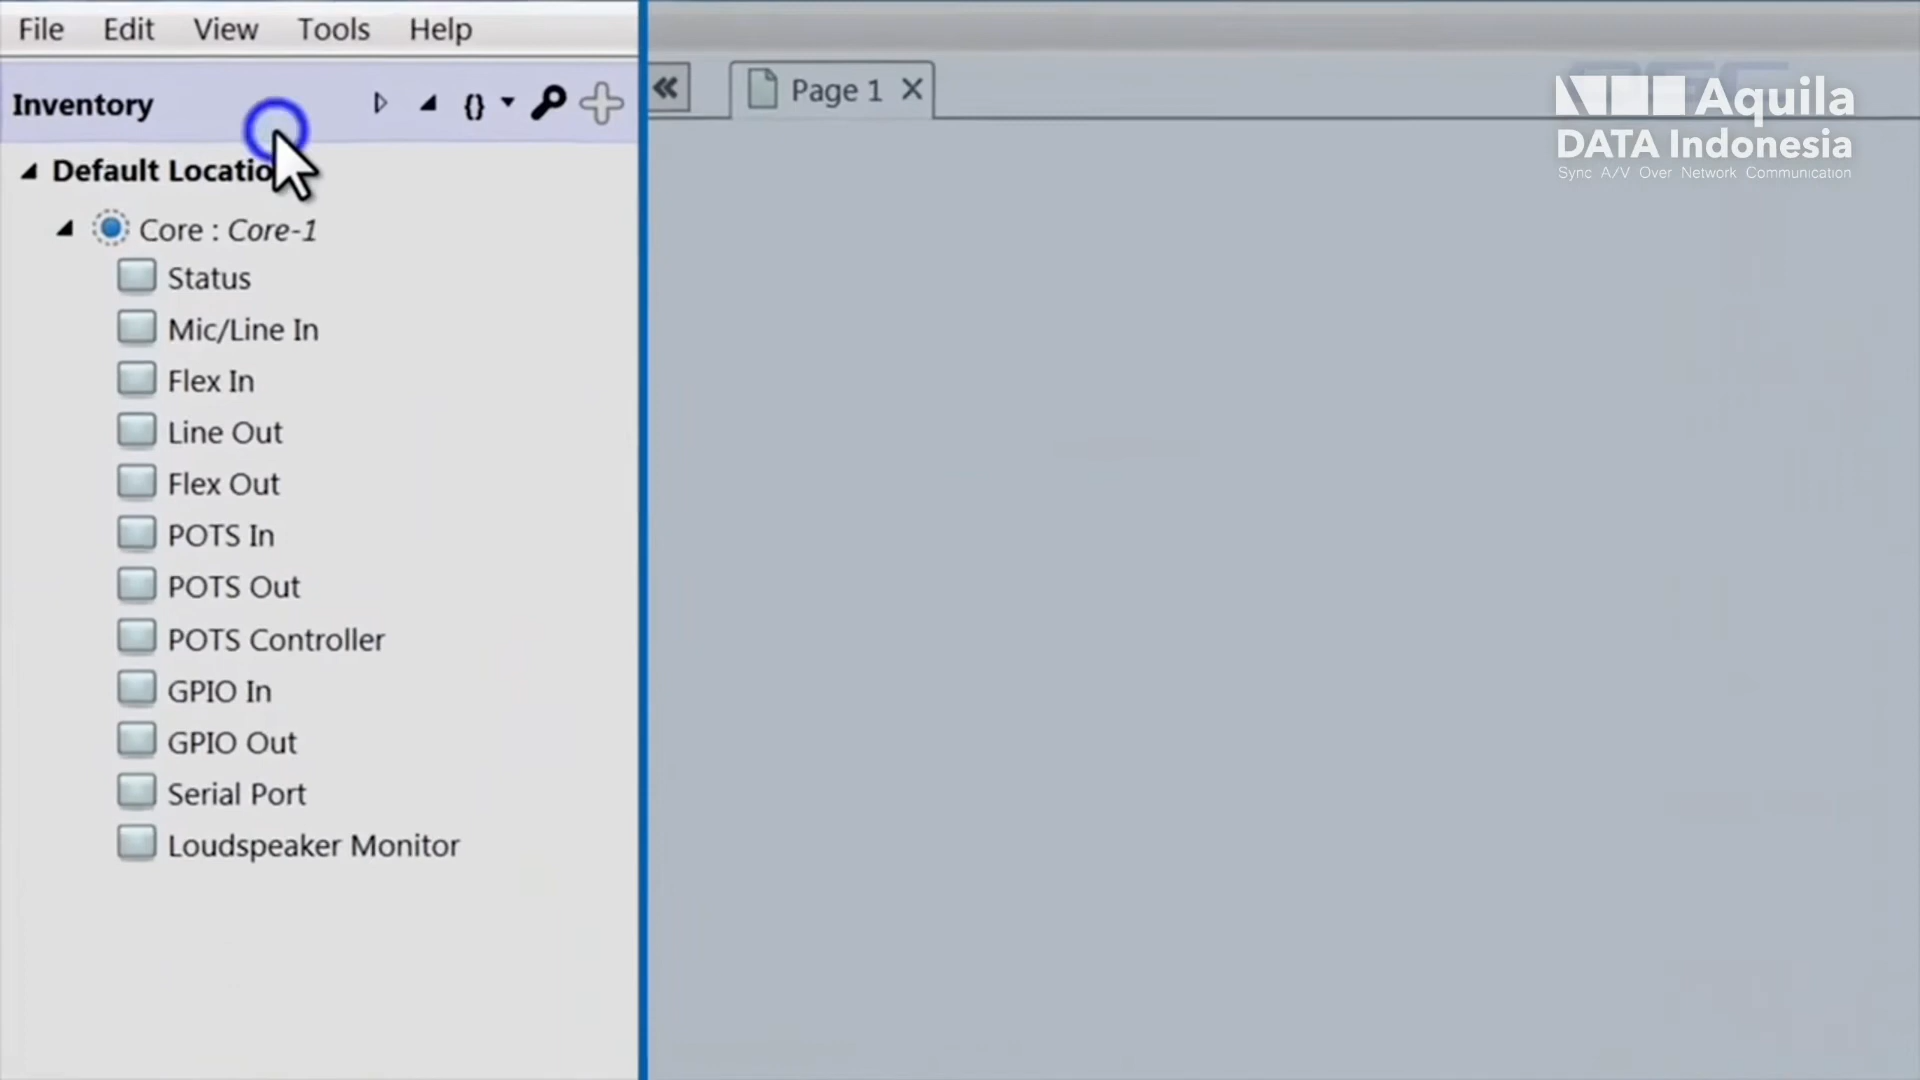 File Edit View Tools Help
Inventory {}
« Page 1 X
Aquila
DATA Indonesia
Sync A/V Over Network Communication
Default Locatio
Core : Core-1
Status
Mic/Line In
Flex In
Line Out
Flex Out
POTS In
POTS Out
POTS Controller
GPIO In
GPIO Out
Serial Port
Loudspeaker Monitor